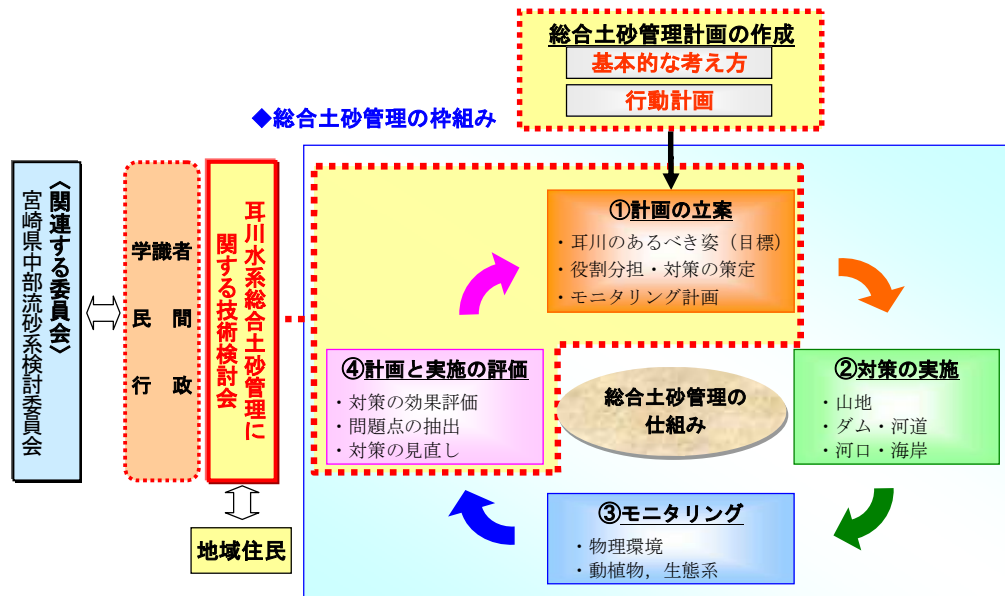 総合土砂管理計画の作成
基本的な考え方
行動計画
◆総合土砂管理の枠組み
〈関連する委員会〉
宮崎県中部流砂系検討委員会
学識者
民間
行政
耳川水系総合土砂管理に
関する技術検討会
地域住民
①計画の立案
・耳川のあるべき姿（目標）
・役割分担・対策の策定
・モニタリング計画
②対策の実施
・山地
・ダム・河道
・河口・海岸
③モニタリング
・物理環境
・動植物，生態系
④計画と実施の評価
・対策の効果評価
・問題点の抽出
・対策の見直し
総合土砂管理の
仕組み